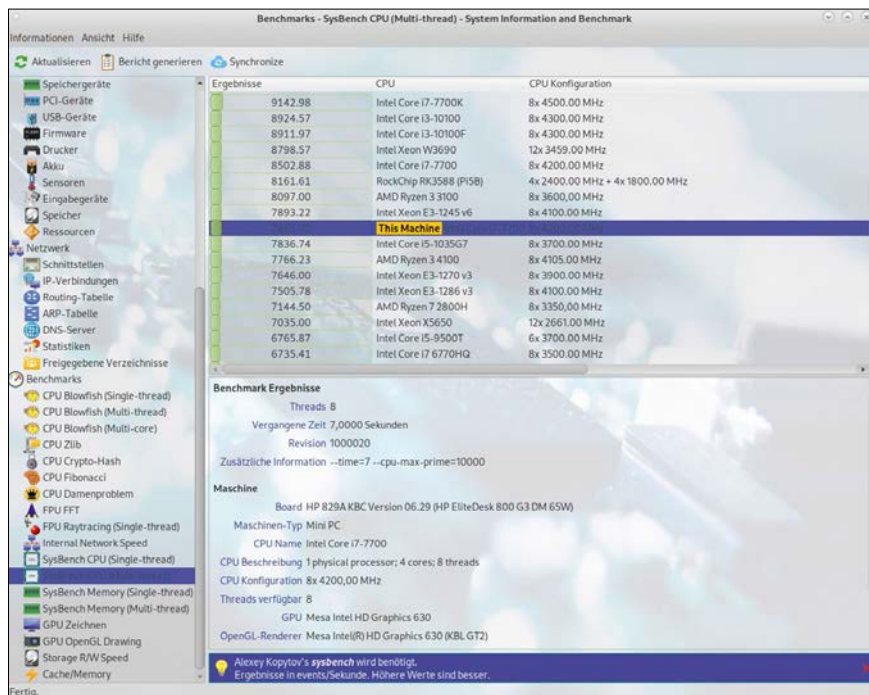 Benchmarks - SysBench CPU (Multi-thread) - System Information and Benchmark
Informationen Ansicht Hilfe
Aktualisieren Bericht generieren Synchronize
Speichergeräte
PCI-Geräte
USB-Geräte
Firmware
Drucker
Akku
Sensoren
Eingabegeräte
Speicher
Ressourcen
Netzwerk
Schnittstellen
IP-Verbindungen
Routing-Tabelle
ARP-Tabelle
DNS-Server
Statistiken
Freigegebene Verzeichnisse
Benchmarks
CPU Blowfish (Single-thread)
CPU Blowfish (Multi-thread)
CPU Blowfish (Multi-core)
CPU Zlib
CPU Crypto-Hash
CPU Fibonacci
CPU Damenproblem
FPU FFT
FPU Raytracing (Single-thread)
Internal Network Speed
SysBench CPU (Single-thread)
SysBench Memory (Single-thread)
SysBench Memory (Multi-thread)
GPU Zeichnen
GPU OpenGL Drawing
Storage R/W Speed
Cache/Memory
Ergebnisse CPU CPU Konfiguration
9142.98 Intel Core i7-7700K 8x 4500.00 MHz
8924.57 Intel Core i3-10100 8x 4300.00 MHz
8911.97 Intel Core i3-10100F 8x 4300.00 MHz
8798.57 Intel Xeon W3690 12x 3459.00 MHz
8502.88 Intel Core i7-7700 8x 4200.00 MHz
8161.61 RockChip RK3588 (Pi5B) 4x 2400.00 MHz + 4x 1800.00 MHz
8097.00 AMD Ryzen 3 3100 8x 3600,00 MHz
7893.22 Intel Xeon E3-1245 v6 8x 4100.00 MHz
This Machine
7836.74 Intel Core i5-1035G7 8x 3700.00 MHz
7766.23 AMD Ryzen 3 4100 8x 4105.00 MHz
7646.00 Intel Xeon E3-1270 v3 8x 3900.00 MHz
7505.78 Intel Xeon E3-1286 v3 8x 4100.00 MHz
7144.50 AMD Ryzen 7 2800H 8x 3350,00 MHz
7035.00 Intel Xeon X5650 12x 2661.00 MHz
6765.87 Intel Core i5-9500T 6x 3700.00 MHz
6735.41 Intel Core i7 6770HQ 8x 3500.00 MHz
Benchmark Ergebnisse
Threads 8
Vergangene Zeit 7,0000 Sekunden
Revision 1000020
Zusätzliche Information --time=7 --cpu-max-prime=10000
Maschine
Board HP 829A KBC Version 06.29 (HP EliteDesk 800 G3 DM 65W)
Maschinen-Typ Mini PC
CPU Name Intel Core i7-7700
CPU Beschreibung 1 physical processor; 4 cores; 8 threads
CPU Konfiguration 8x 4200,00 MHz
Threads verfügbar 8
GPU Mesa Intel HD Graphics 630
OpenGL-Renderer Mesa Intel(R) HD Graphics 630 (KBL GT2)
Alexey Kopytov's sysbench wird benötigt.
Ergebnisse in events/Sekunde. Höhere Werte sind besser.
Fertig.